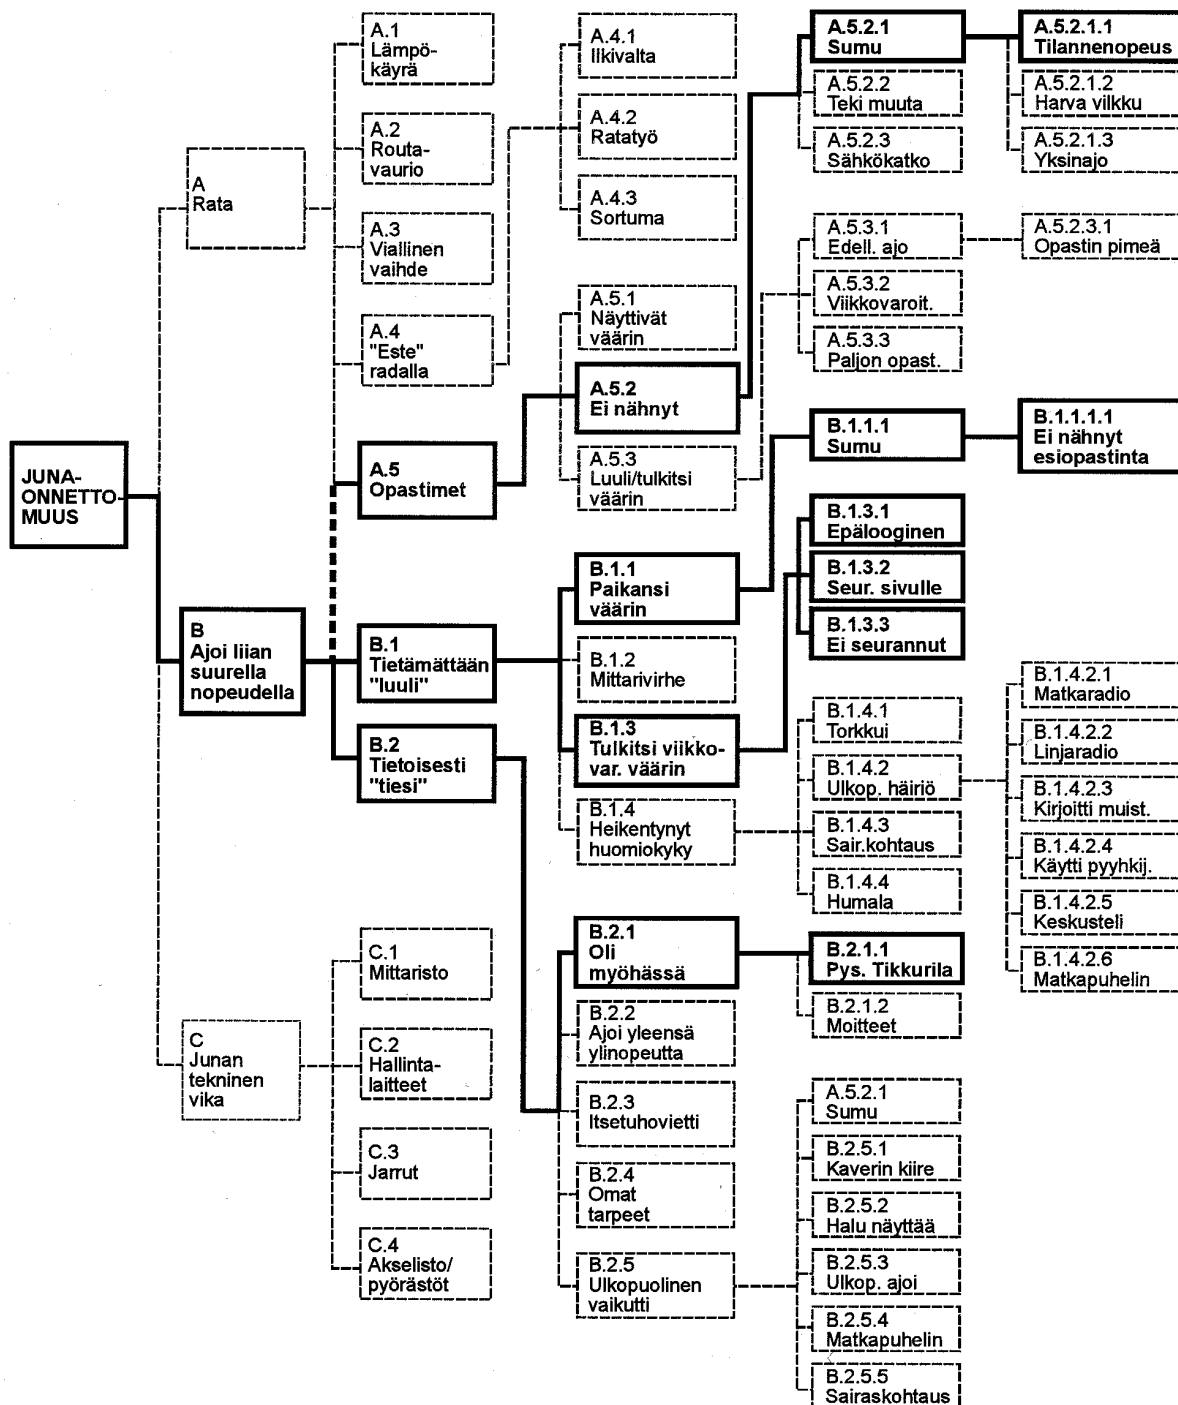 JUNA-
ONNETTO-
MUUS
A
Rata
B
Ajoi liian
suurella
nopeudella
C
Junan
tekninen
vika
A.1
Lämpö-
käyrä
A.2
Routa-
vaurio
A.3
Viallinen
vaihde
A.4
"Este"
radalla
A.5
Opastimet
B.1
Tietämättään
"luuli"
B.2
Tietoisesti
"tiesi"
C.1
Mittaristo
C.2
Hallinta-
laitteet
C.3
Jarrut
C.4
Akselisto/
pyörästöt
A.4.1
Ilkivalta
A.4.2
Ratatyö
A.4.3
Sortuma
A.5.1
Näyttivät
väärin
A.5.2
Ei nähnyt
A.5.3
Luuli/tulkitsi
väärin
B.1.1
Paikansi
väärin
B.1.2
Mittarivirhe
B.1.3
Tulkitsi viikko-
var. väärin
B.1.4
Heikentynyt
huomiokyky
B.2.1
Oli
myöhässä
B.2.2
Ajoi yleensä
ylinopeutta
B.2.3
Itsetuhovietti
B.2.4
Omat
tarpeet
B.2.5
Ulkopuolinen
vaikutti
A.5.2.1
Sumu
A.5.2.2
Teki muuta
A.5.2.3
Sähkökatko
A.5.3.1
Edell. ajo
A.5.3.2
Viikkovaroit.
A.5.3.3
Paljon opast.
B.1.1.1
Sumu
B.1.3.1
Epälooginen
B.1.3.2
Seur. sivulle
B.1.3.3
Ei seurannut
B.1.4.1
Torkkui
B.1.4.2
Ulkop. häiriö
B.1.4.3
Sair.kohtaus
B.1.4.4
Humala
B.2.1.1
Pys. Tikkurila
B.2.1.2
Moitteet
A.5.2.1
Sumu
B.2.5.1
Kaverin kiire
B.2.5.2
Halu näyttää
B.2.5.3
Ulkop. ajoi
B.2.5.4
Matkapuhelin
B.2.5.5
Sairaskohtaus
A.5.2.1.1
Tilannenopeus
A.5.2.1.2
Harva vilkku
A.5.2.1.3
Yksinajo
A.5.2.3.1
Opastin pimeä
B.1.1.1.1
Ei nähnyt
esiopastinta
B.1.4.2.1
Matkaradio
B.1.4.2.2
Linjaradio
B.1.4.2.3
Kirjoitti muist.
B.1.4.2.4
Käytti pyyhkij.
B.1.4.2.5
Keskusteli
B.1.4.2.6
Matkapuhelin